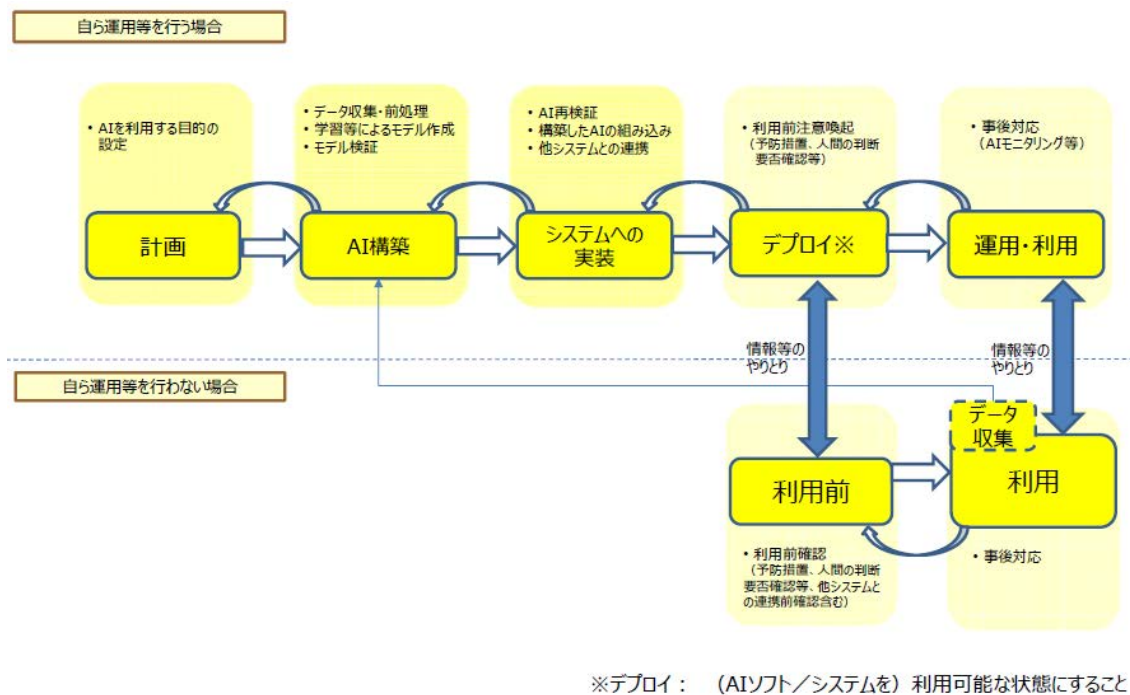 自ら運用等を行う場合
・AIを利用する目的の
設定
・データ収集・前処理
・学習等によるモデル作成
・モデル検証
・AI再検証
・構築したAIの組み込み
・他システムとの連携
・利用前注意喚起
(予防措置、人間の判断
要否確認等)
・事後対応
(AIモニタリング等)
計画
AI構築
システムへの
実装
デプロイ※
運用・利用
情報等の
やりとり
情報等の
やりとり
自ら運用等を行わない場合
データ
収集
利用前
利用
・利用前確認
(予防措置、人間の判断
要否確認等、他システムと
の連携前確認含む)
・事後対応
※デプロイ: (AIソフト/システムを)利用可能な状態にすること